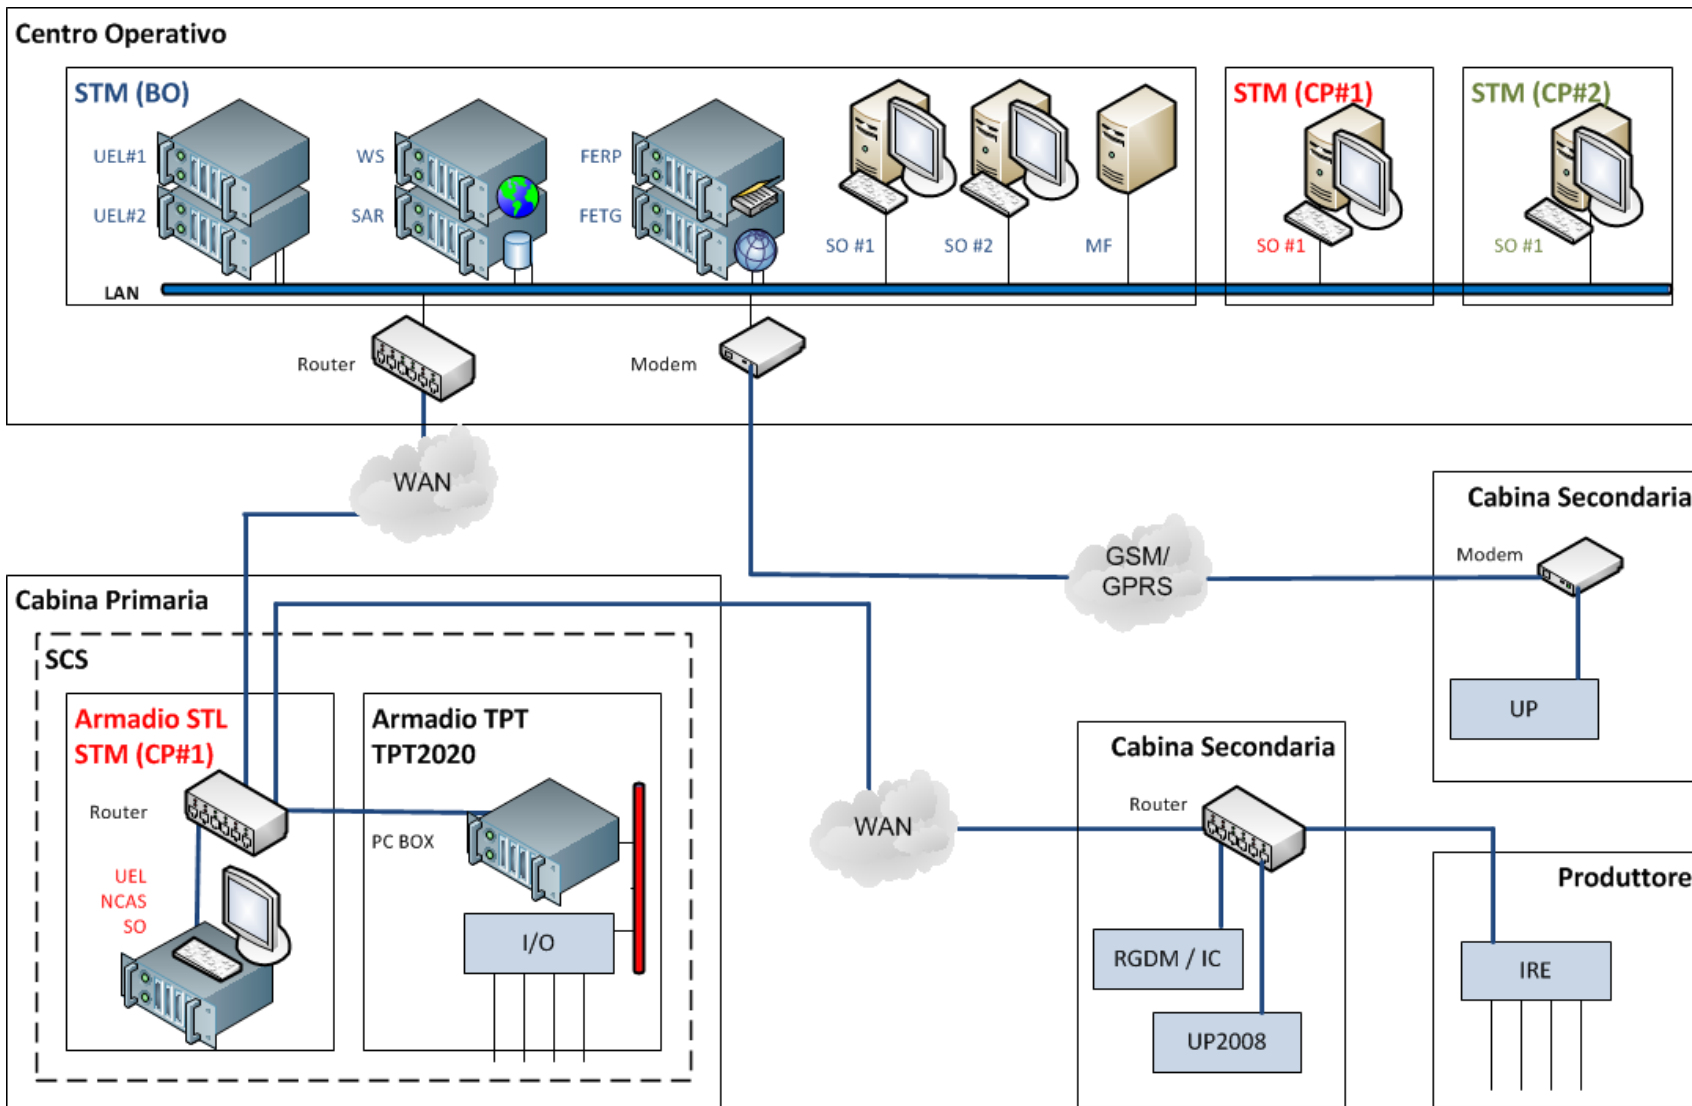 Centro Operativo
STM (BO)
UEL#1
UEL#2
WS
SAR
FERP
FETG
SO #1
SO #2
MF
STM (CP#1)
SO #1
STM (CP#2)
SO #1
LAN
Router
Modem
WAN
GSM/
GPRS
Cabina Secondaria
Modem
UP
Cabina Primaria
SCS
Armadio STL
STM (CP#1)
Router
UEL
NCAS
SO
Armadio TPT
TPT2020
PC BOX
I/O
WAN
Cabina Secondaria
Router
RGDM / IC
UP2008
Produttore
IRE